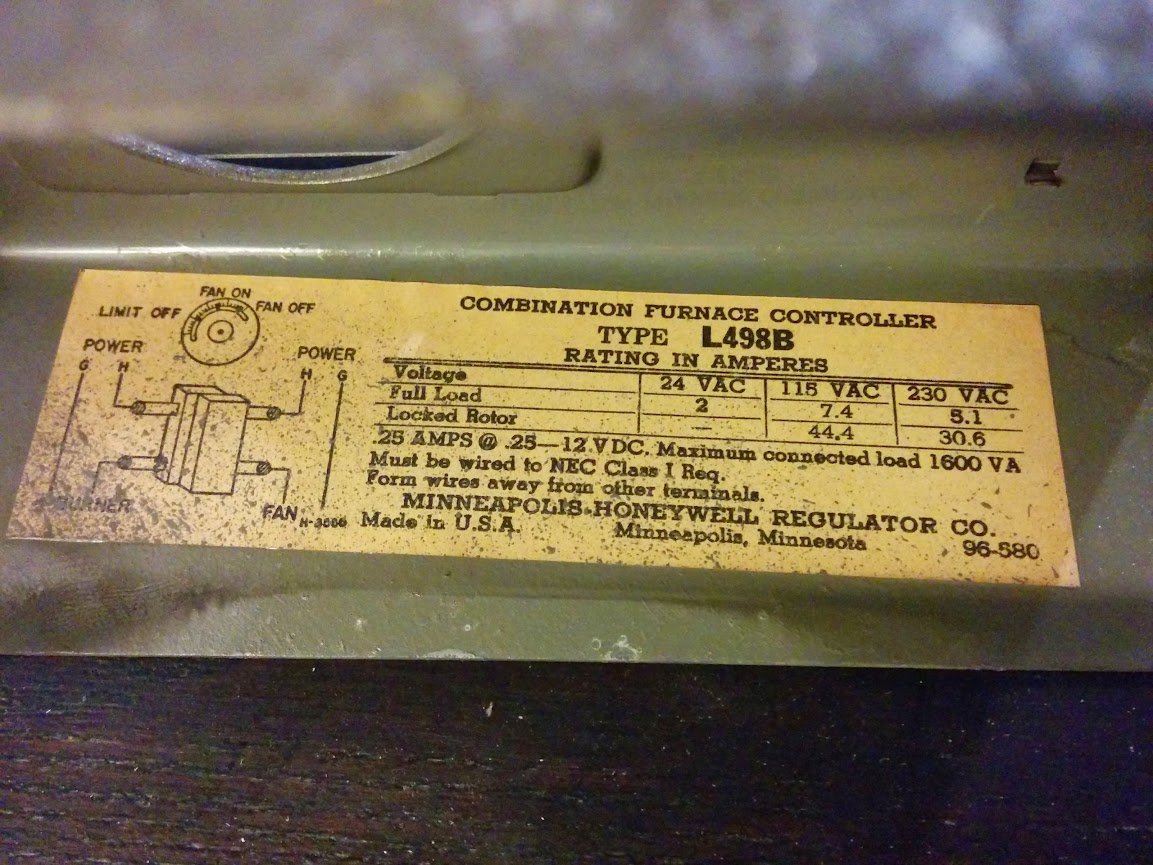 FAN ON
LIMIT OFF
FAN OFF
POWER
G H
POWER
H G
BURNER
FAN
COMBINATION FURNACE CONTROLLER
TYPE L498B
RATING IN AMPERES
Voltage 24 VAC 115 VAC 230 VAC
Full Load 2 7.4 5.1
Locked Rotor — 44.4 30.6
.25 AMPS @ .25—12 VDC. Maximum connected load 1600 VA
Must be wired to NEC Class I Req.
Form wires away from other terminals.
MINNEAPOLIS-HONEYWELL REGULATOR CO.
Made in U.S.A. Minneapolis, Minnesota 96-580